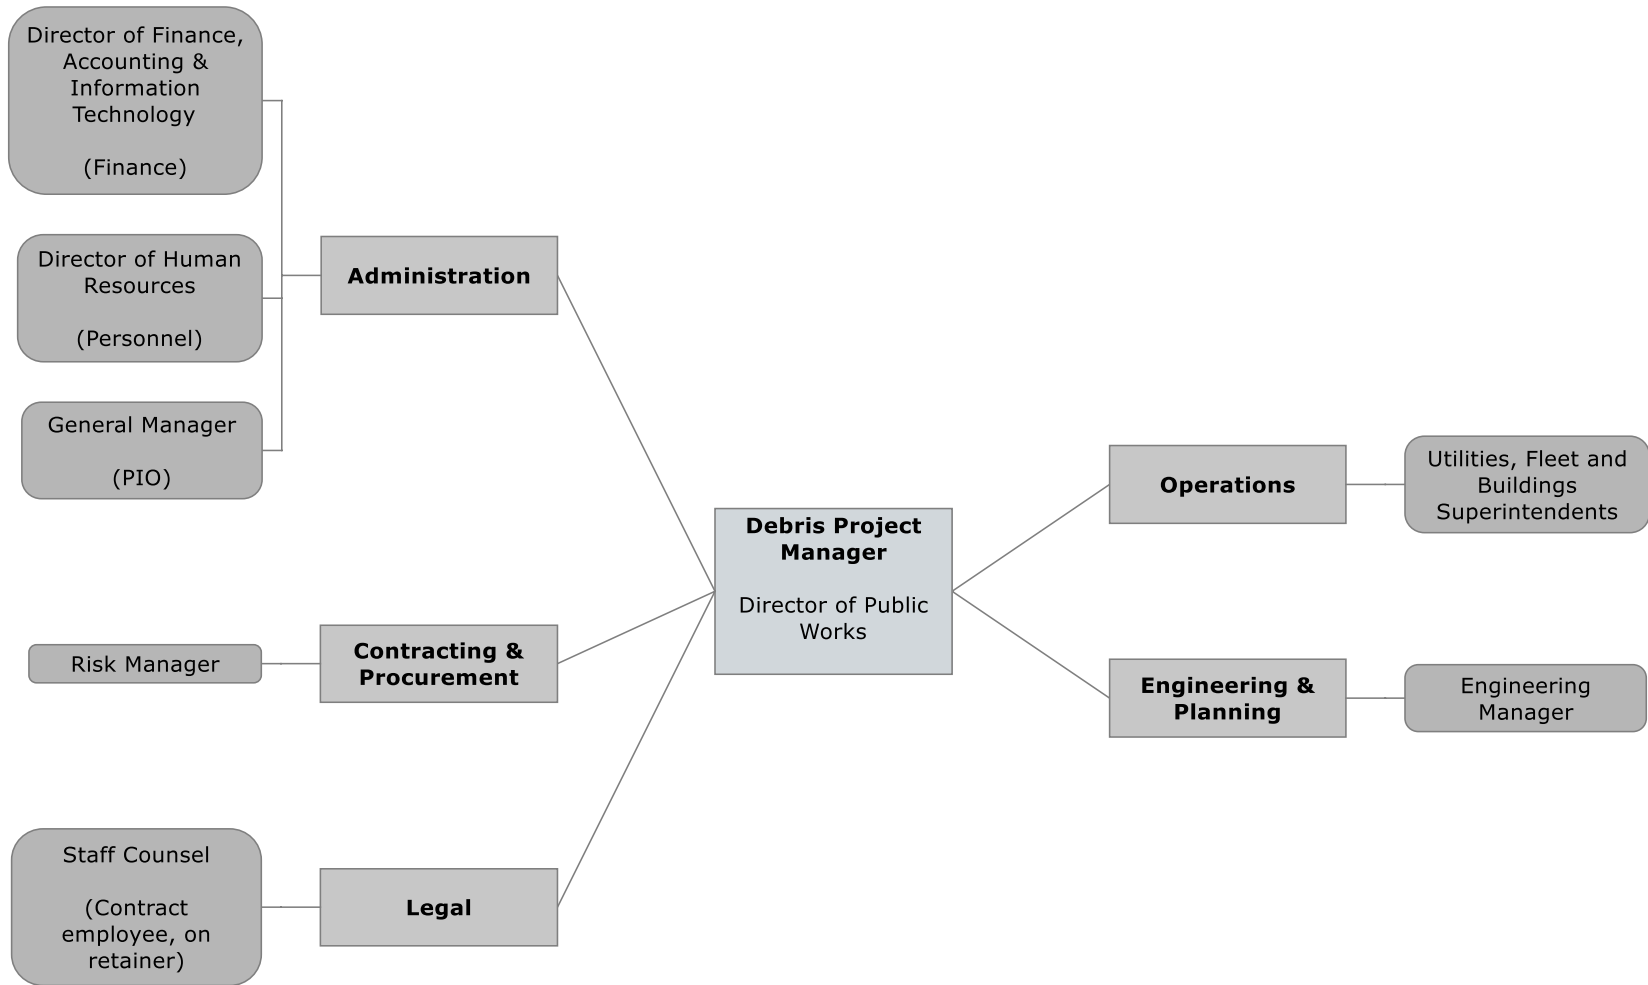 Director of Finance,
Accounting &
Information
Technology
(Finance)
Director of Human
Resources
(Personnel)
General Manager
(PIO)
Administration
Risk Manager
Contracting &
Procurement
Staff Counsel
(Contract
employee, on
retainer)
Legal
Debris Project
Manager
Director of Public
Works
Operations
Utilities, Fleet and
Buildings
Superintendents
Engineering &
Planning
Engineering
Manager